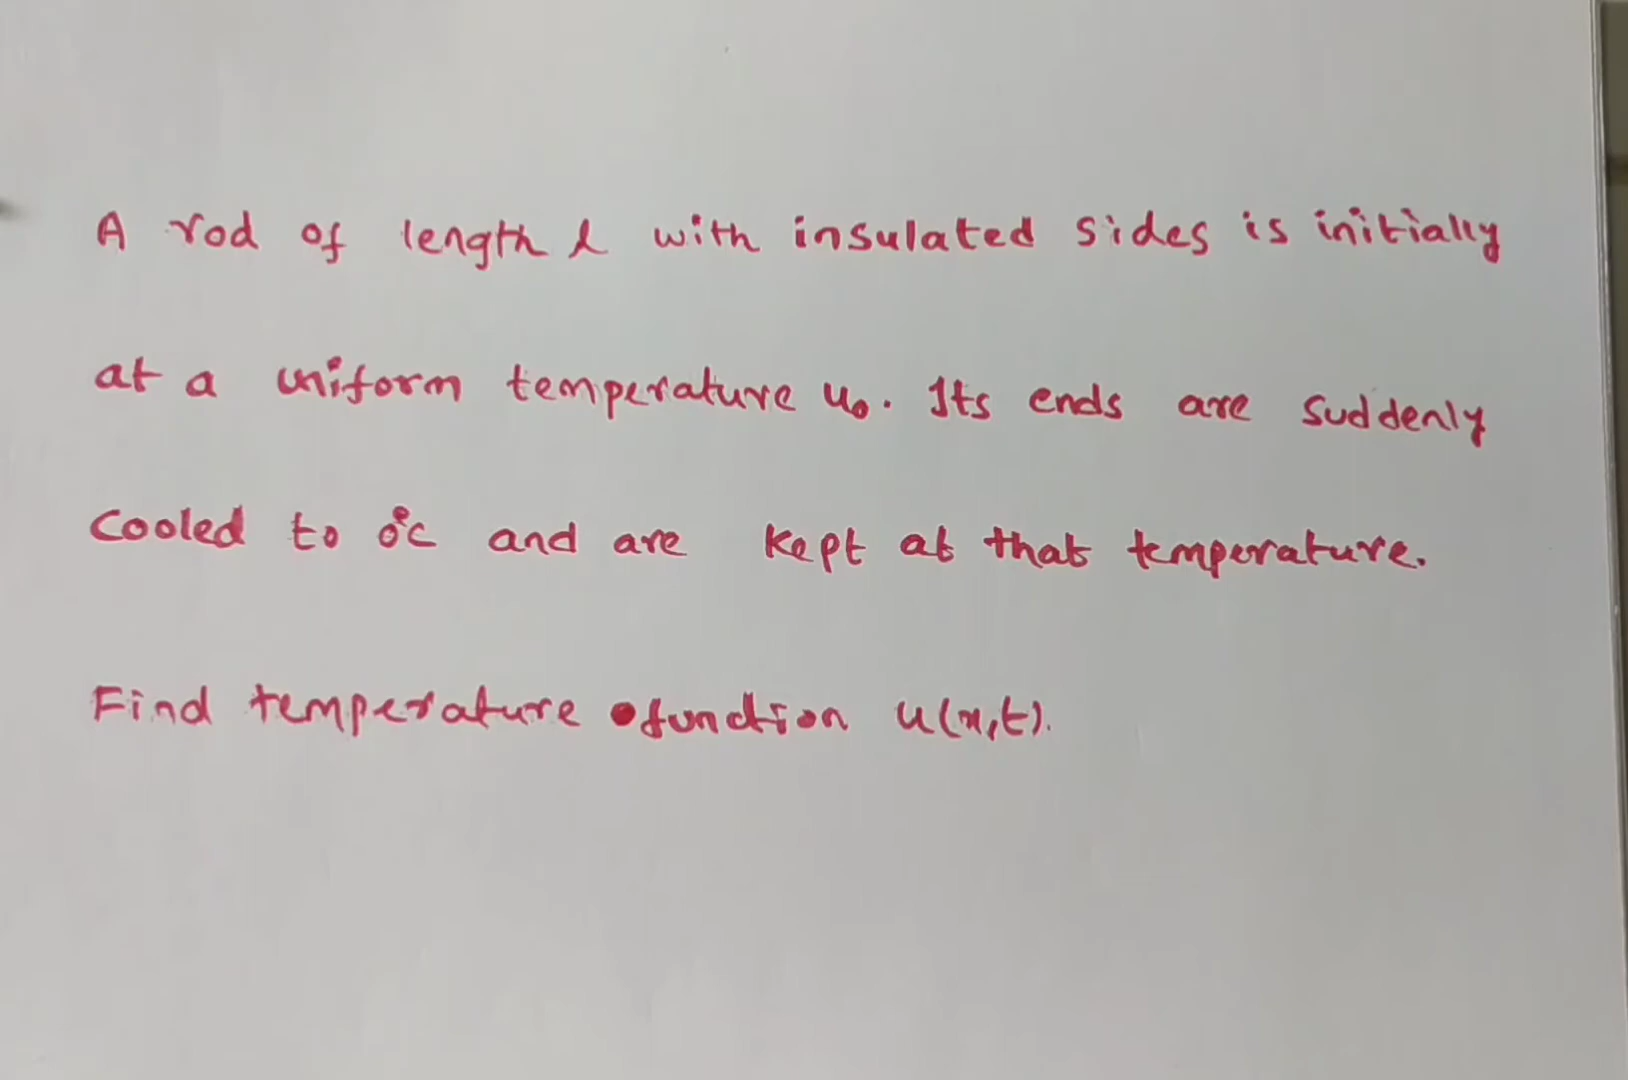 A rod of length l with insulated sides is initially
at a uniform temperature u₀. Its ends are suddenly
cooled to 0°C and are kept at that temperature.
Find temperature function u(x,t).